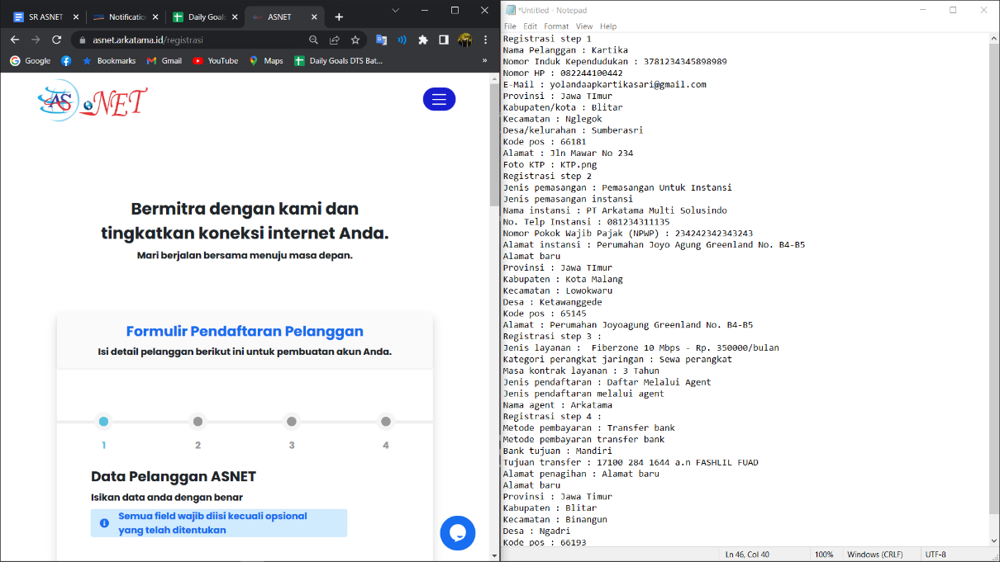 SR ASNET
Notification
Daily Goals
ASNET
asnet.arkatama.id/registrasi
Google
Bookmarks
Gmail
YouTube
Maps
Daily Goals DTS Bat...
»
AS .NET
Bermitra dengan kami dan
tingkatkan koneksi internet Anda.
Mari berjalan bersama menuju masa depan.
Formulir Pendaftaran Pelanggan
Isi detail pelanggan berikut ini untuk pembuatan akun Anda.
1 2 3 4
Data Pelanggan ASNET
Isikan data anda dengan benar
Semua field wajib diisi kecuali opsional
yang telah ditentukan
*Untitled - Notepad
File Edit Format View Help
Registrasi step 1
Nama Pelanggan : Kartika
Nomor Induk Kependudukan : 3781234345898989
Nomor HP : 082244100442
E-Mail : yolandaapkartikasari@gmail.com
Provinsi : Jawa TImur
Kabupaten/kota : Blitar
Kecamatan : Nglegok
Desa/kelurahan : Sumberasri
Kode pos : 66181
Alamat : Jln Mawar No 234
Foto KTP : KTP.png
Registrasi step 2
Jenis pemasangan : Pemasangan Untuk Instansi
Jenis pemasangan instansi
Nama instansi : PT Arkatama Multi Solusindo
No. Telp Instansi : 081234311135
Nomor Pokok Wajib Pajak (NPWP) : 234242342343243
Alamat instansi : Perumahan Joyo Agung Greenland No. B4-B5
Alamat baru
Provinsi : Jawa TImur
Kabupaten : Kota Malang
Kecamatan : Lowokwaru
Desa : Ketawanggede
Kode pos : 65145
Alamat : Perumahan Joyoagung Greenland No. B4-B5
Registrasi step 3 :
Jenis layanan :  Fiberzone 10 Mbps - Rp. 350000/bulan
Kategori perangkat jaringan : Sewa perangkat
Masa kontrak layanan : 3 Tahun
Jenis pendaftaran : Daftar Melalui Agent
Jenis pendaftaran melalui agent
Nama agent : Arkatama
Registrasi step 4 :
Metode pembayaran : Transfer bank
Metode pembayaran transfer bank
Bank tujuan : Mandiri
Tujuan transfer : 17100 284 1644 a.n FASHLIL FUAD
Alamat penagihan : Alamat baru
Alamat baru
Provinsi : Jawa Timur
Kabupaten : Blitar
Kecamatan : Binangun
Desa : Ngadri
Kode pos : 66193
Ln 46, Col 40 100% Windows (CRLF) UTF-8